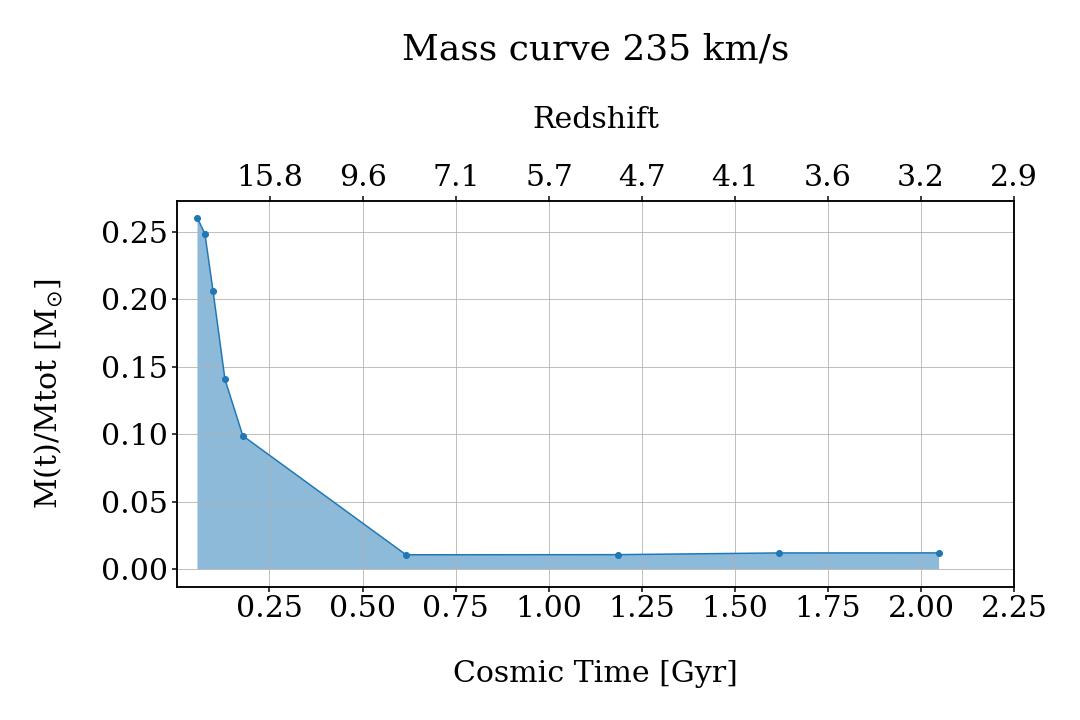 Mass curve 235 km/s
Redshift
15.8 9.6 7.1 5.7 4.7 4.1 3.6 3.2 2.9
M(t)/Mtot [M⊙]
0.25
0.20
0.15
0.10
0.05
0.00
0.25 0.50 0.75 1.00 1.25 1.50 1.75 2.00 2.25
Cosmic Time [Gyr]